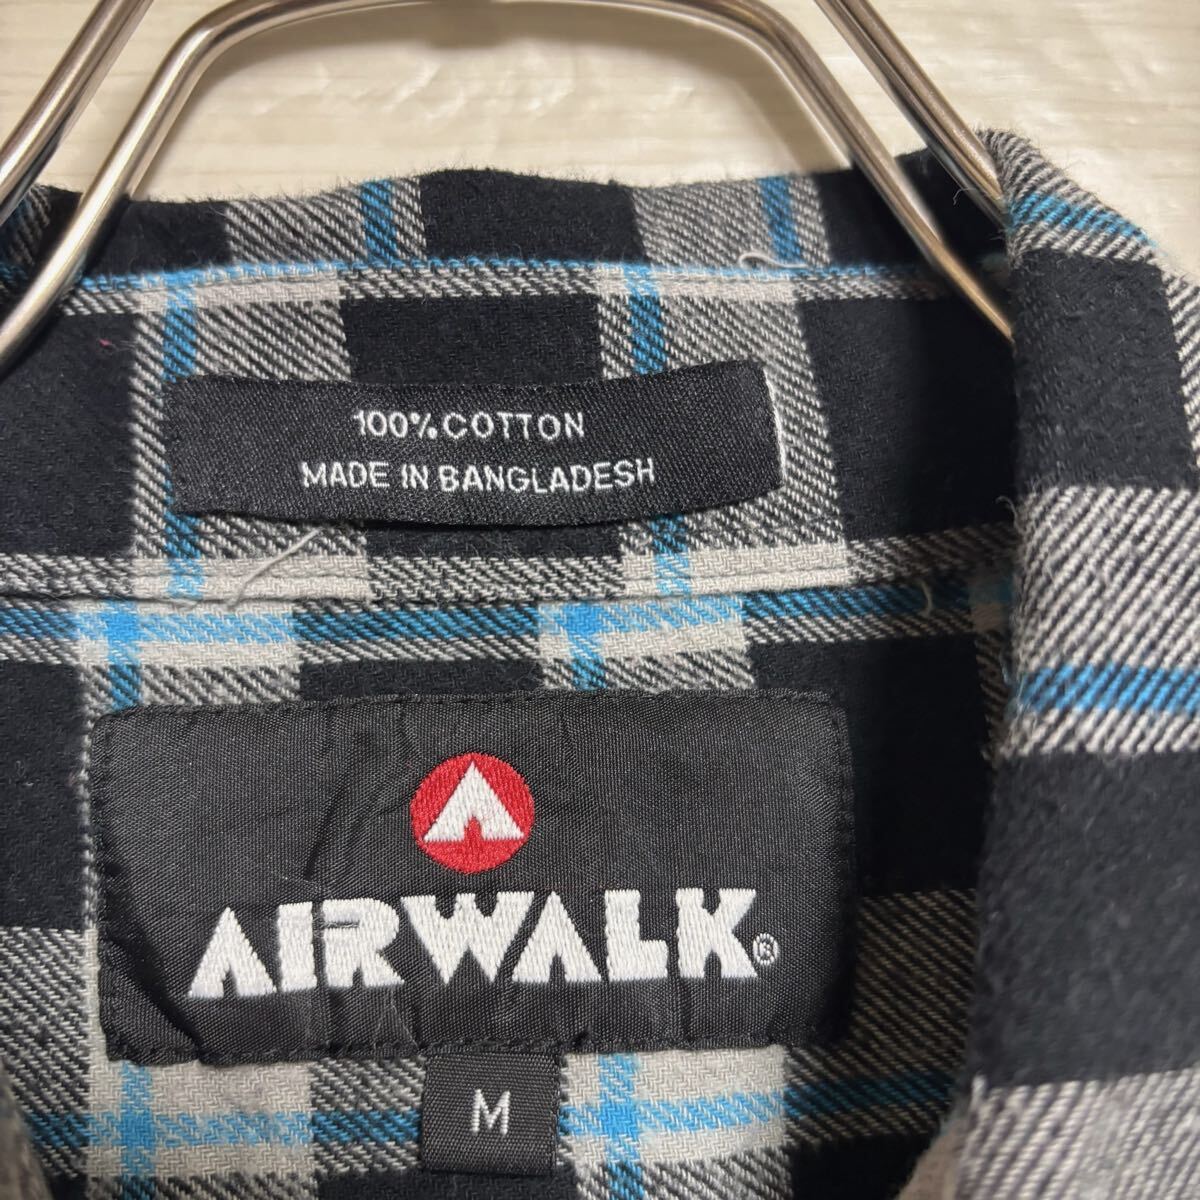 100% COTTON
MADE IN BANGLADESH
AIRWALK®
M